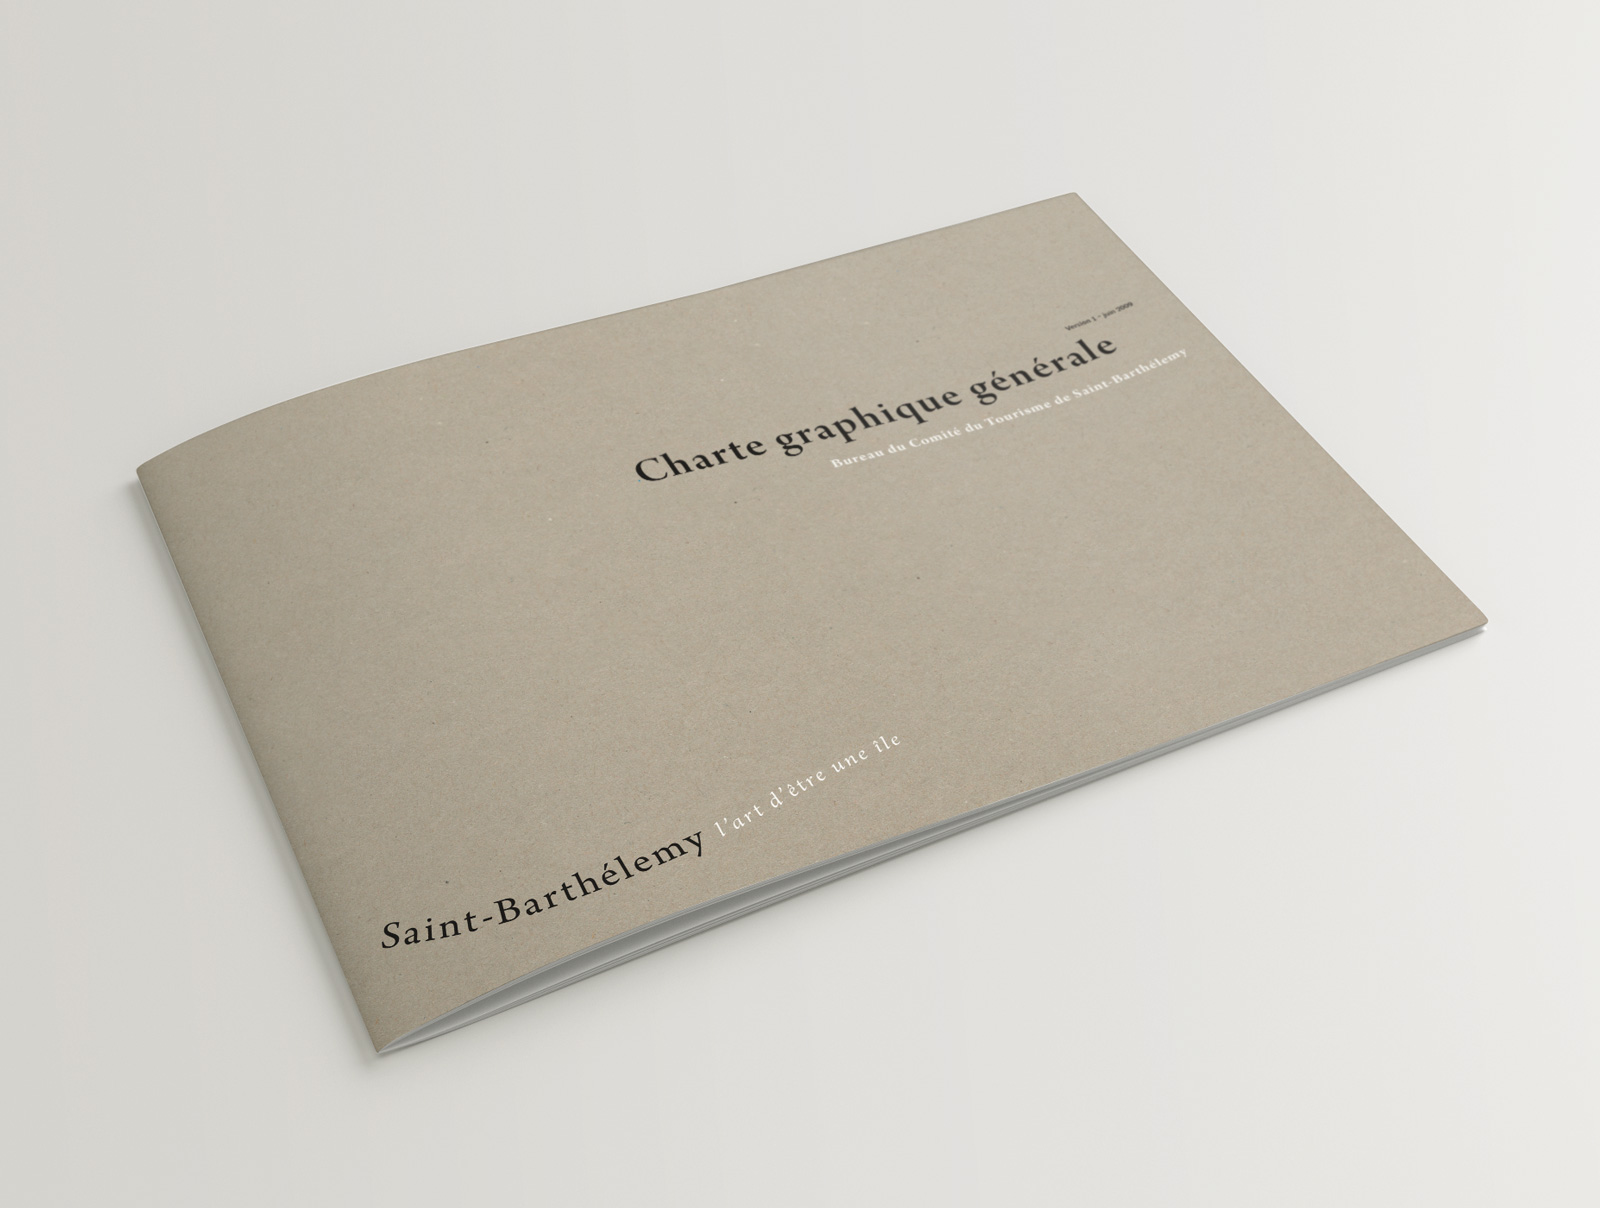 Version 1 - juin 2009
Charte graphique générale
Bureau du Comité du Tourisme de Saint-Barthélemy
Saint-Barthélemy l'art d'être une île